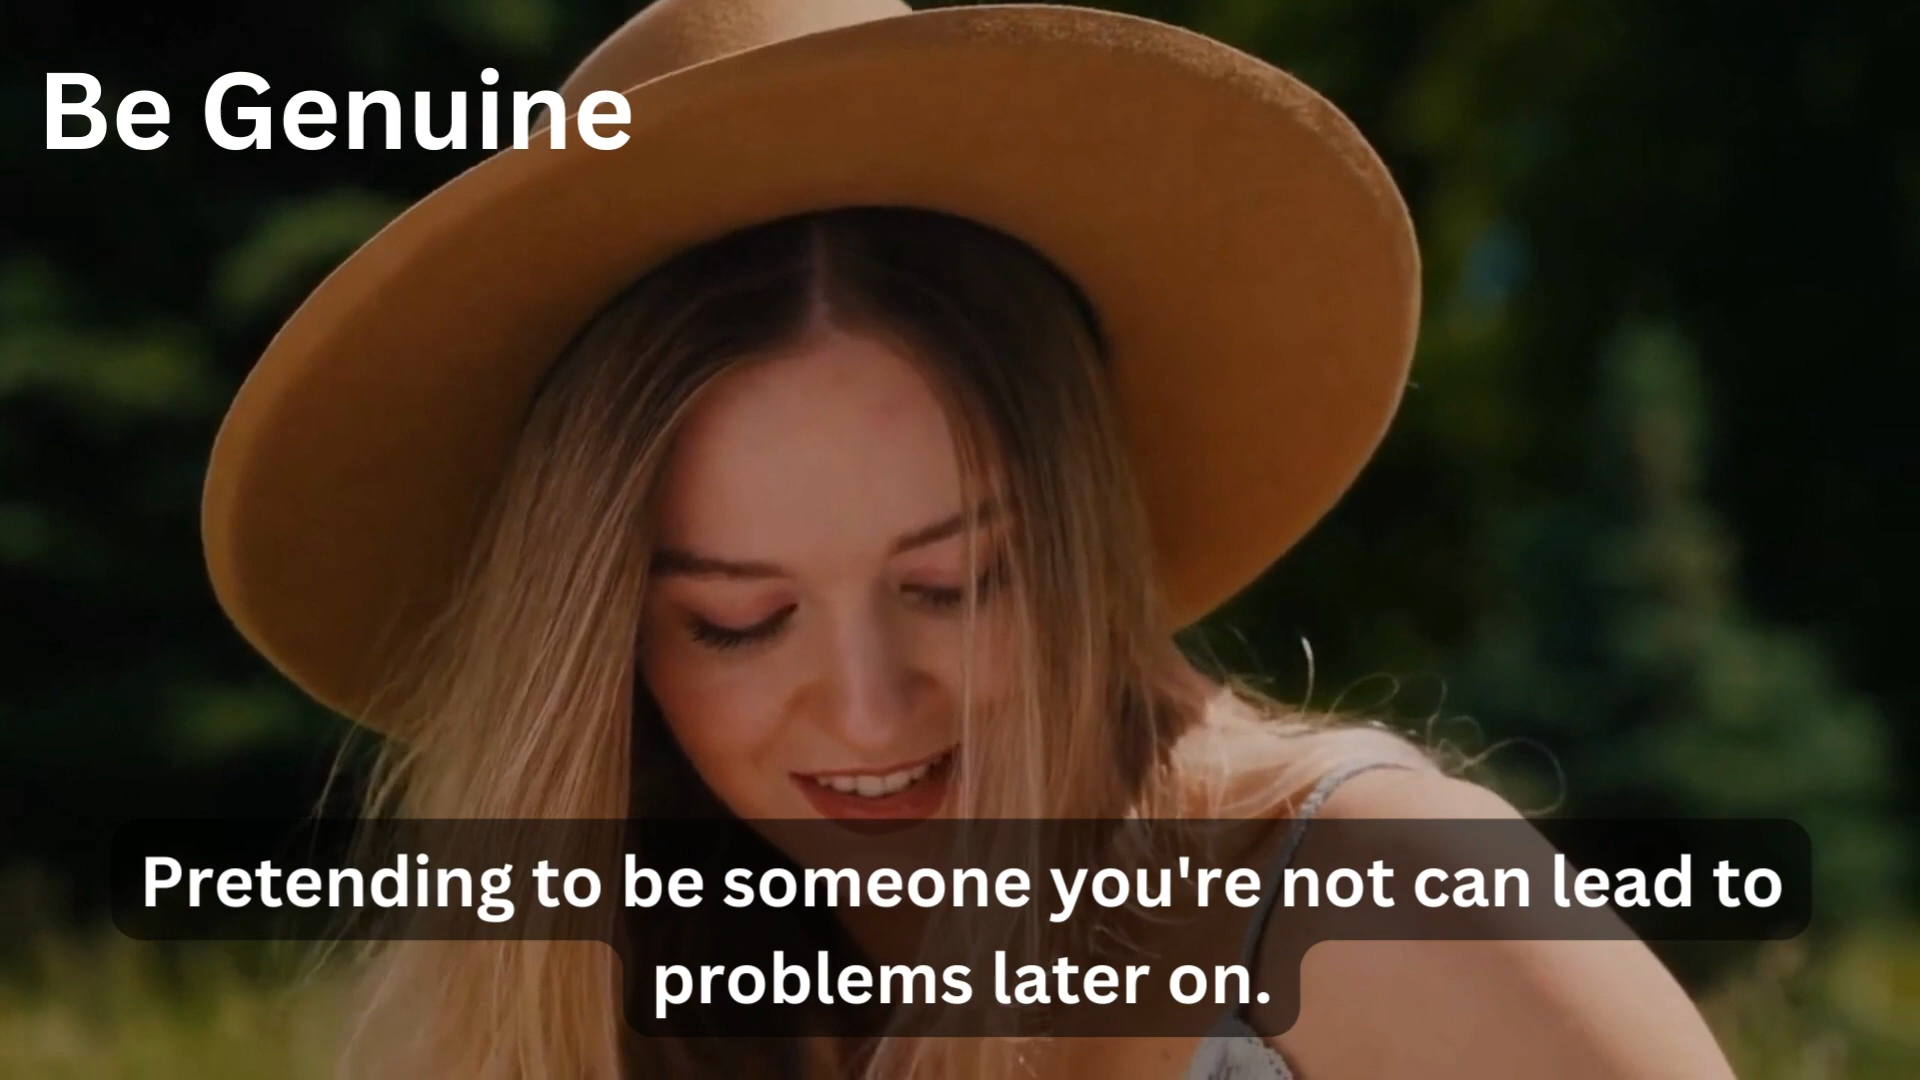 Be Genuine
Pretending to be someone you're not can lead to
problems later on.